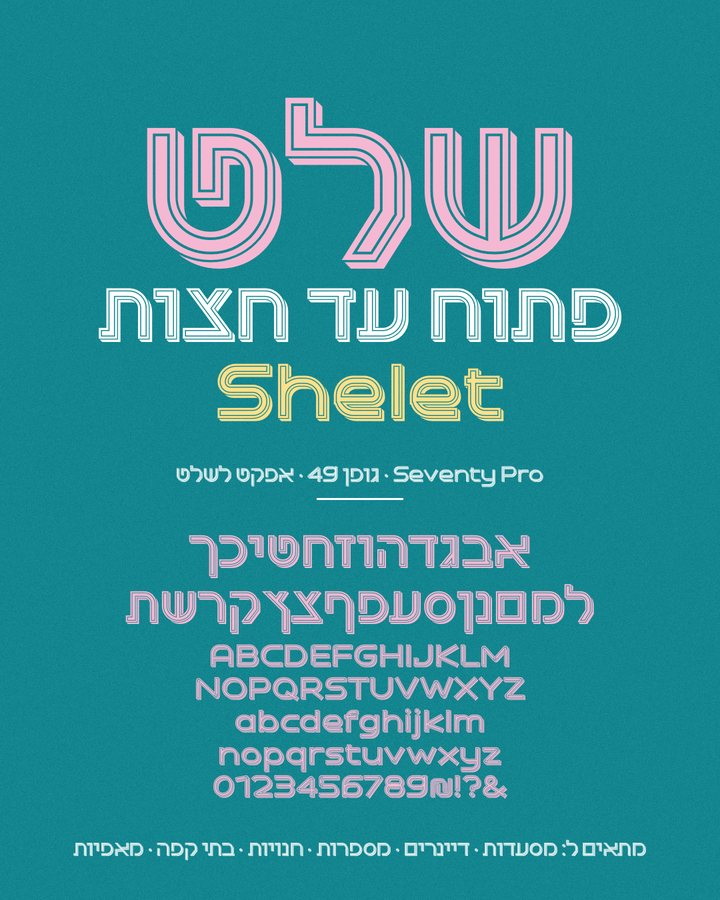 שלט
פתוח עד חצות
Shelet
Seventy Pro · גופן 49 · אפקט לשלט
אבגדהוזחטיכך
למםנןסעפףצץקרשת
ABCDEFGHIJKLM
NOPQRSTUVWXYZ
abcdefghijklm
nopqrstuvwxyz
0123456789₪!?&
מתאים ל: מסעדות · דיינרים · מספרות · חנויות · בתי קפה · מאפיות